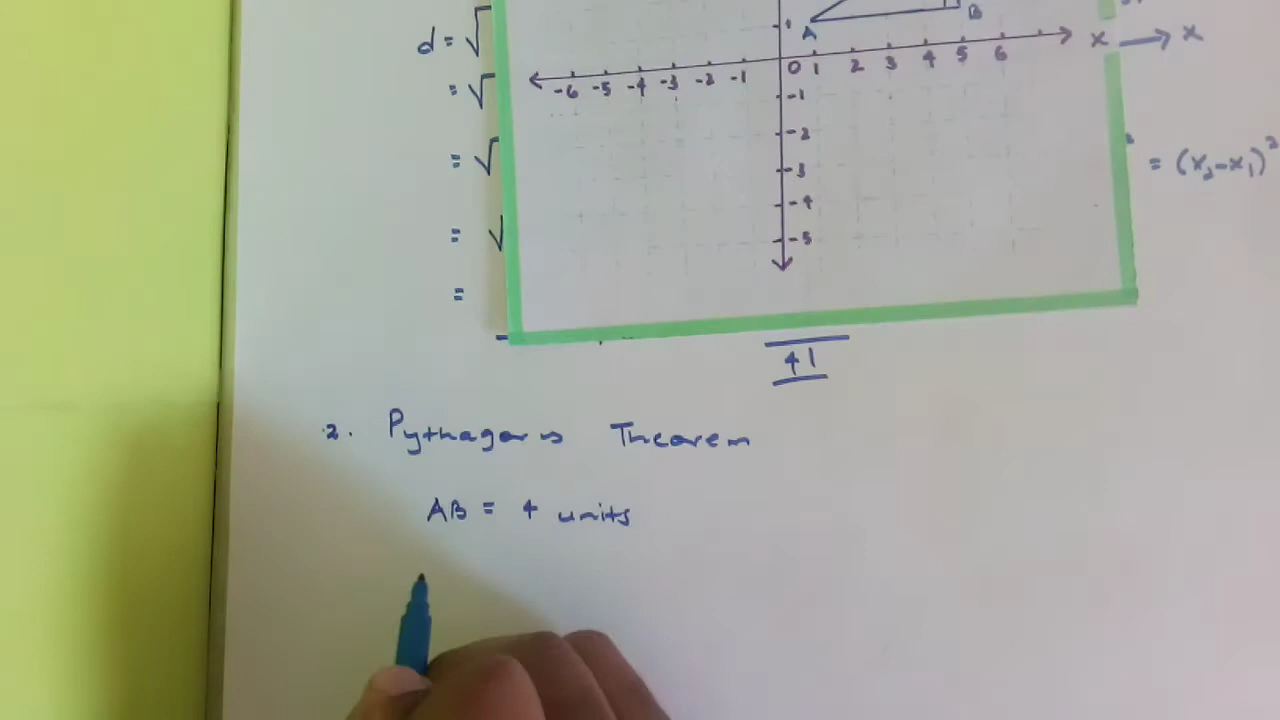 d = √
= √
= √
= √
=
A B
-6 -5 -4 -3 -2 -1 0 1 2 3 4 5 6 x → x
1
-1
-2
-3
-4
-5
= (x₂-x₁)²
41
2. Pythagoras Theorem
AB = 4 units